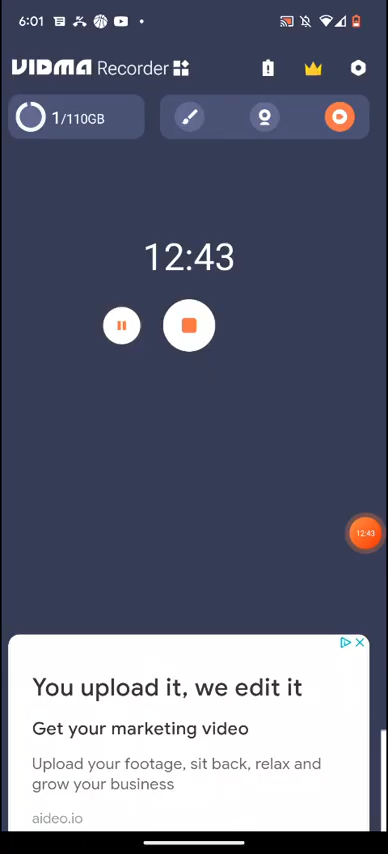 6:01
VIDMA Recorder
1/110GB
12:43
12:43
You upload it, we edit it
Get your marketing video
Upload your footage, sit back, relax and
grow your business
aideo.io